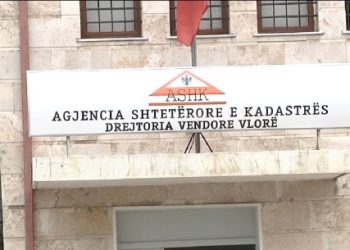 ASHK
AGJENCIA SHTETËRORE E KADASTRËS
DREJTORIA VENDORE VLORË